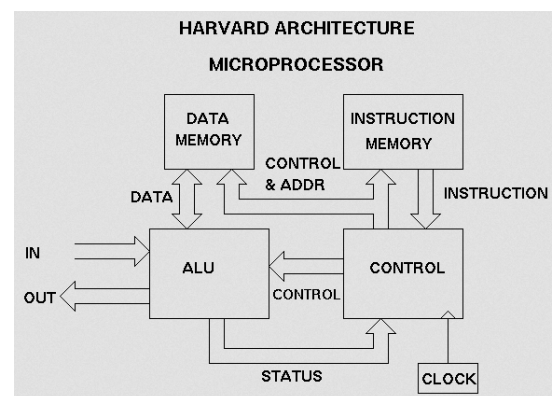 HARVARD ARCHITECTURE
MICROPROCESSOR
DATA
MEMORY
INSTRUCTION
MEMORY
CONTROL
& ADDR
DATA
INSTRUCTION
IN
ALU
CONTROL
OUT
CONTROL
STATUS
CLOCK